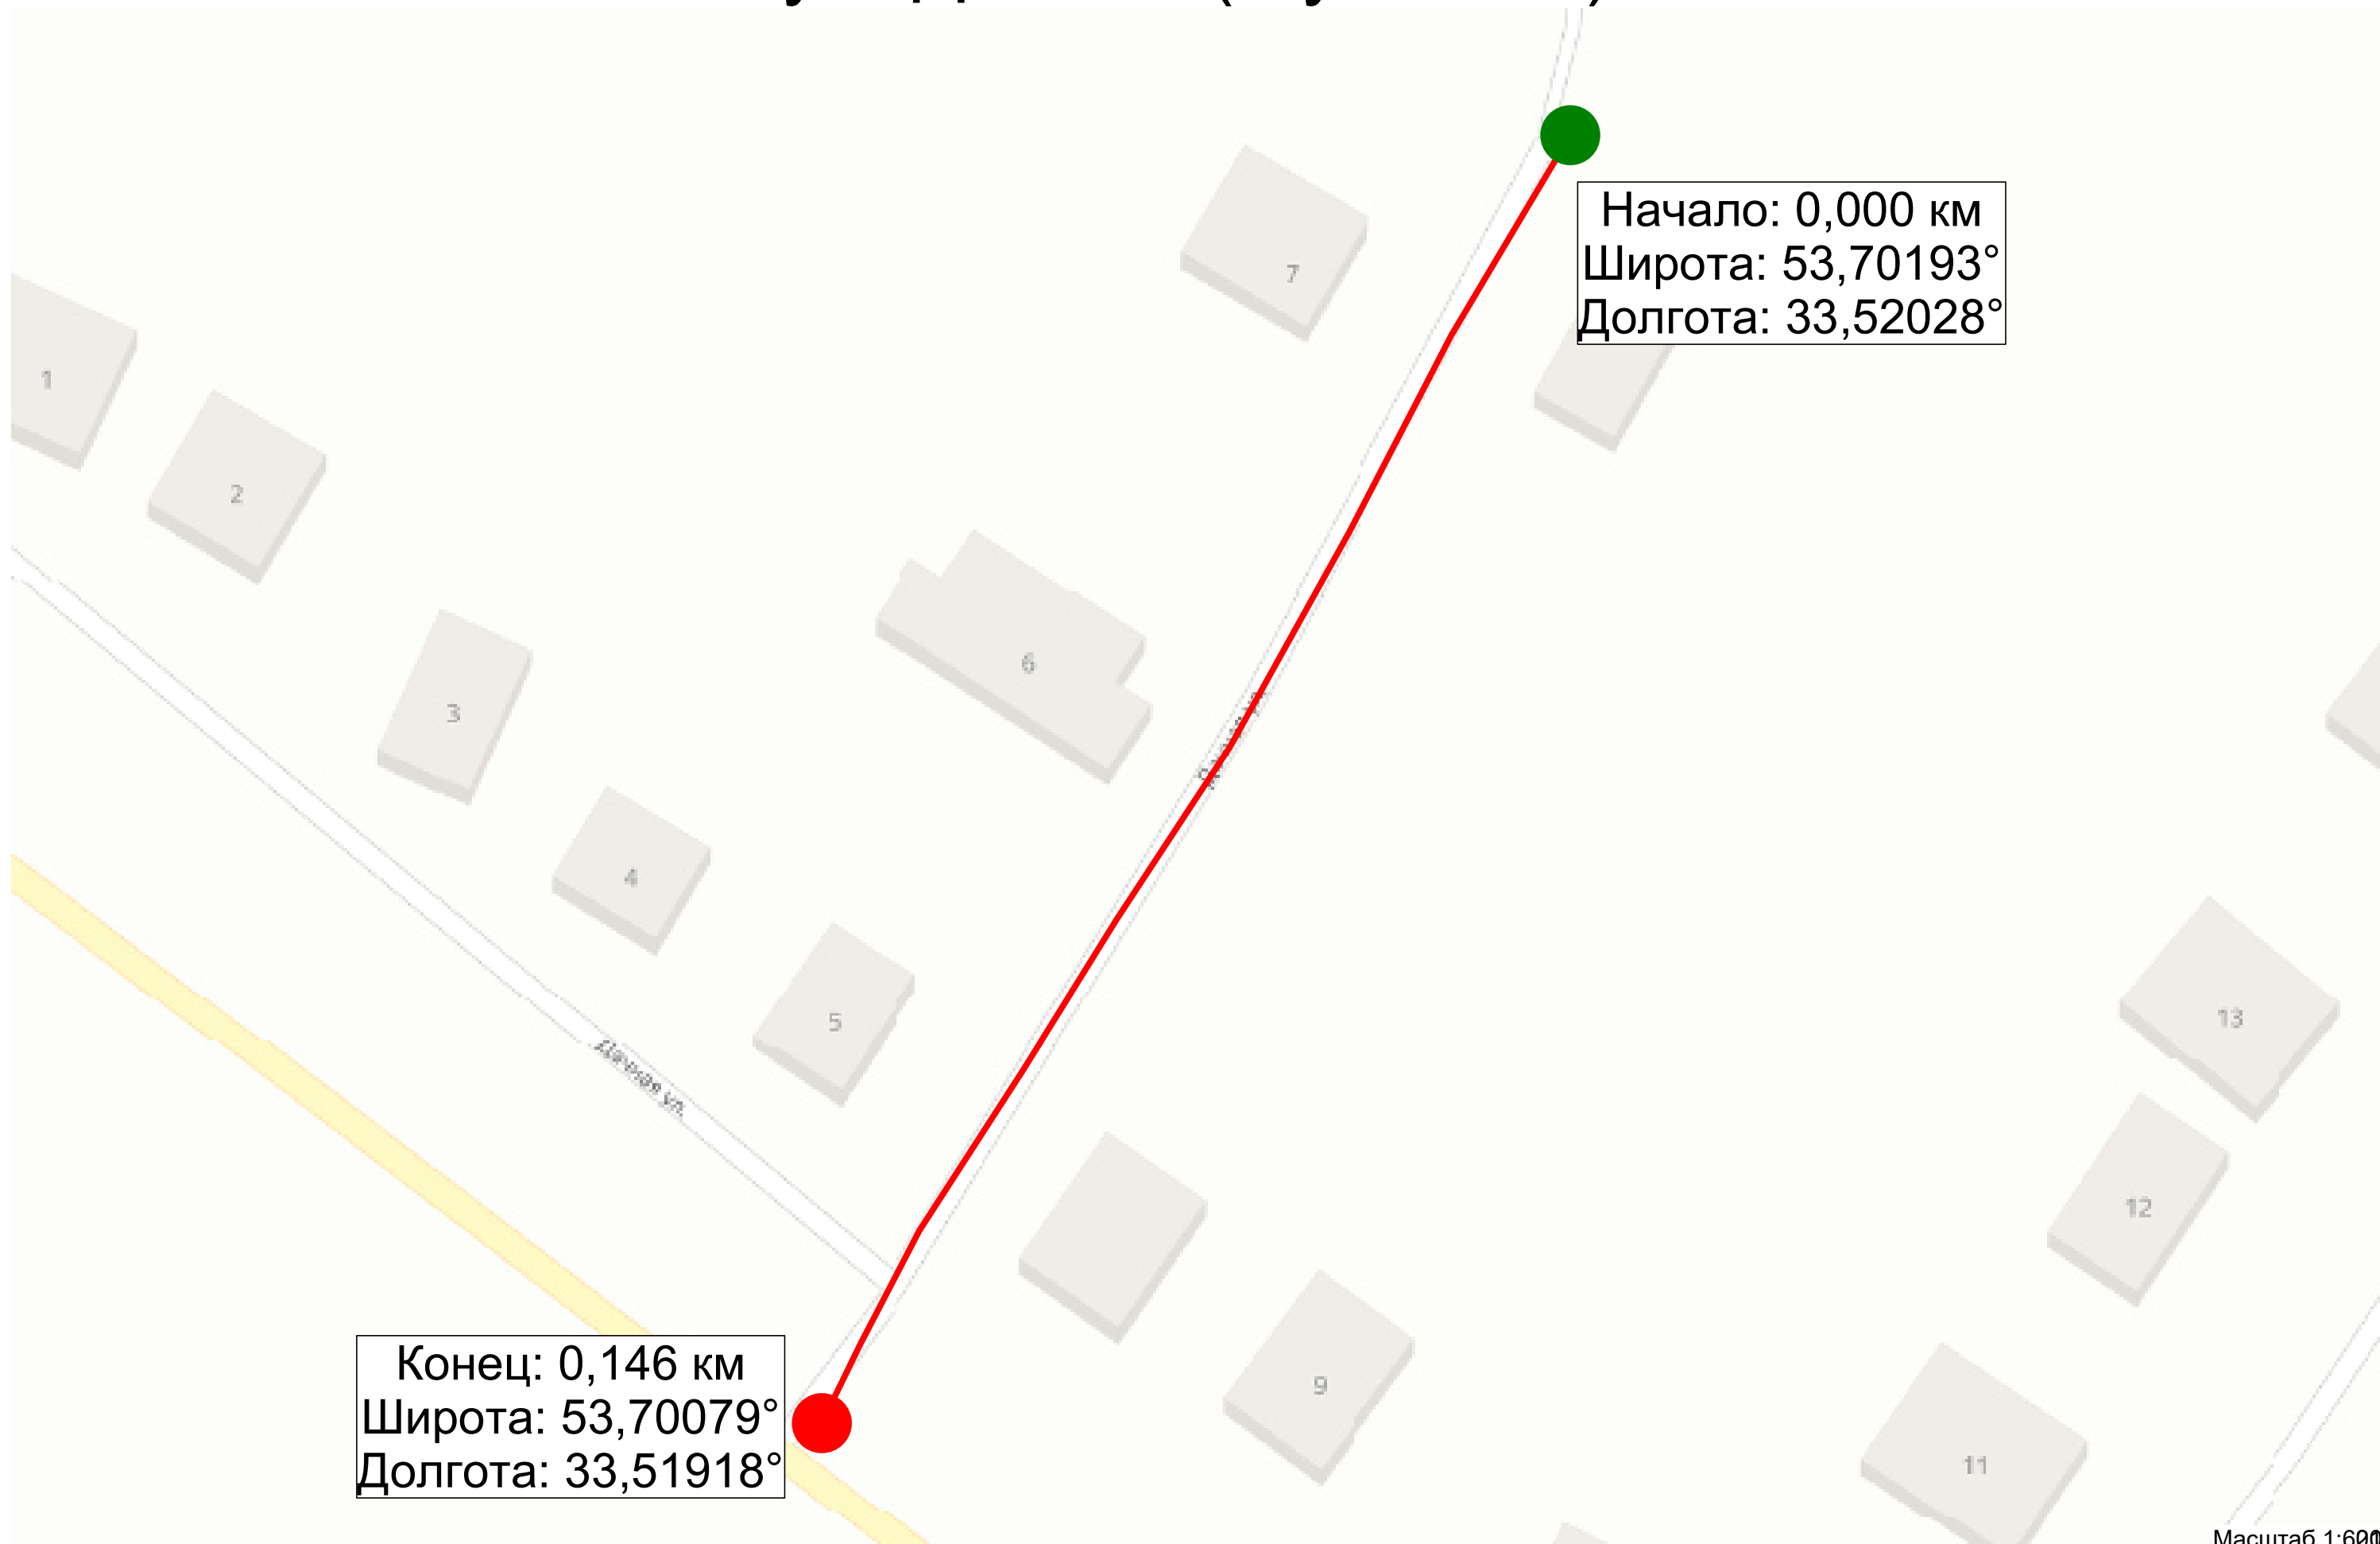 Начало: 0,000 км
Широта: 53,70193°
Долгота: 33,52028°
7
1
2
6
3
4
5
13
Дачная ул.
12
Конец: 0,146 км
Широта: 53,70079°
Долгота: 33,51918°
9
11
Масштаб